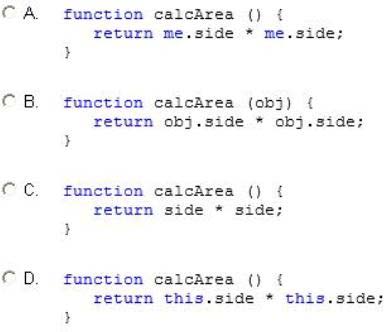 A. function calcArea () {
return me.side * me.side;
}
B. function calcArea (obj) {
return obj.side * obj.side;
}
C. function calcArea () {
return side * side;
}
D. function calcArea () {
return this.side * this.side;
}